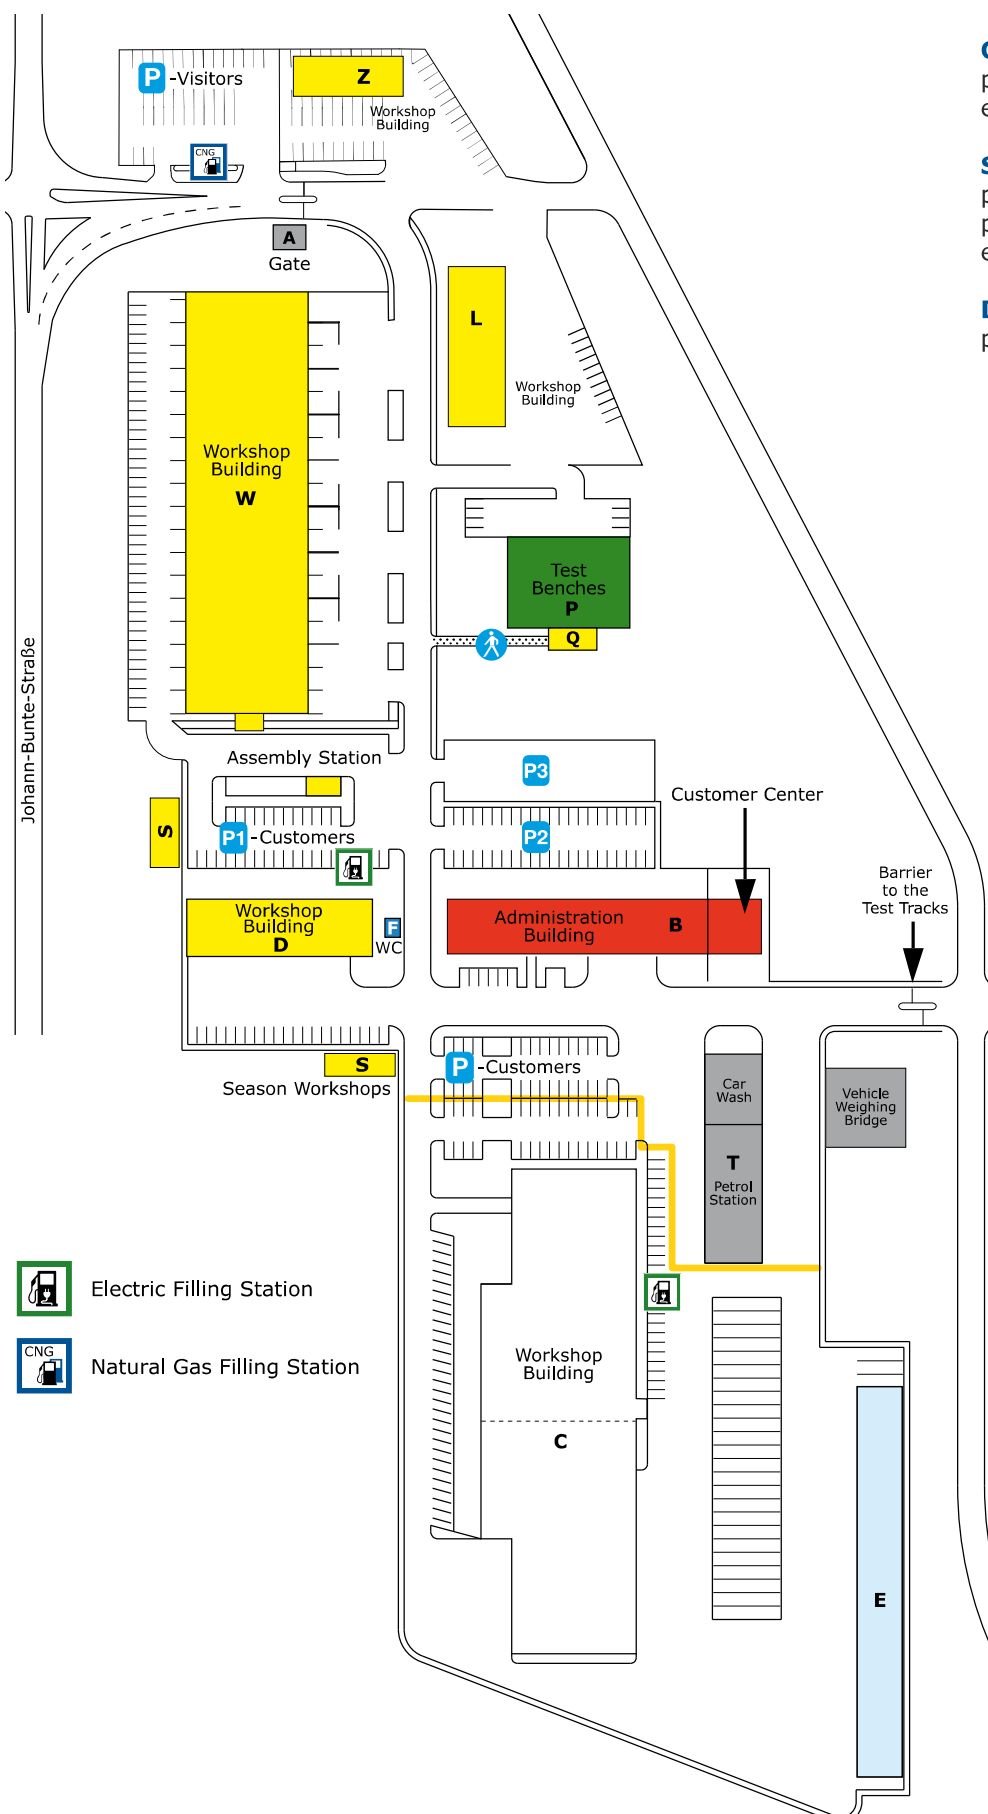 P -Visitors
Z
Workshop
Building
CNG
A
Gate
L
Workshop
Building
Workshop
Building
W
Test
Benches
P
Q
Johann-Bunte-Straße
Assembly Station
P3
Customer Center
S
P1 -Customers
P2
Barrier
to the
Test Tracks
Workshop
Building
D
F
WC
Administration
Building
B
S
Season Workshops
P -Customers
Car
Wash
Vehicle
Weighing
Bridge
T
Petrol
Station
Electric Filling Station
CNG
Natural Gas Filling Station
Workshop
Building
C
E